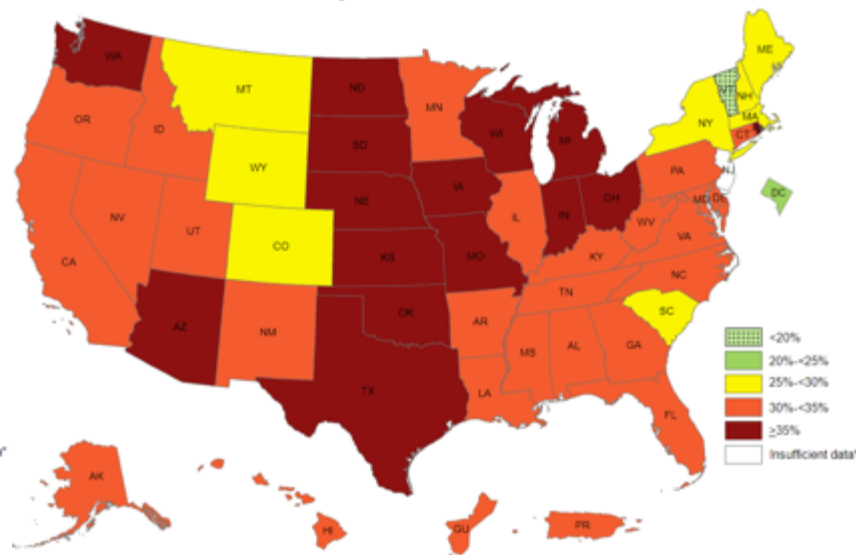 WA
MT
ND
MN
OR
ID
SD
WI
MI
WY
NE
IA
NV
UT
CO
KS
MO
IL
IN
OH
PA
NY
VT
NH
ME
MA
CT
NJ
DC
MD
DE
WV
VA
KY
NC
TN
SC
CA
AZ
NM
OK
AR
TX
LA
MS
AL
GA
FL
AK
HI
GU
PR
<20%
20%-<25%
25%-<30%
30%-<35%
≥35%
Insufficient data*